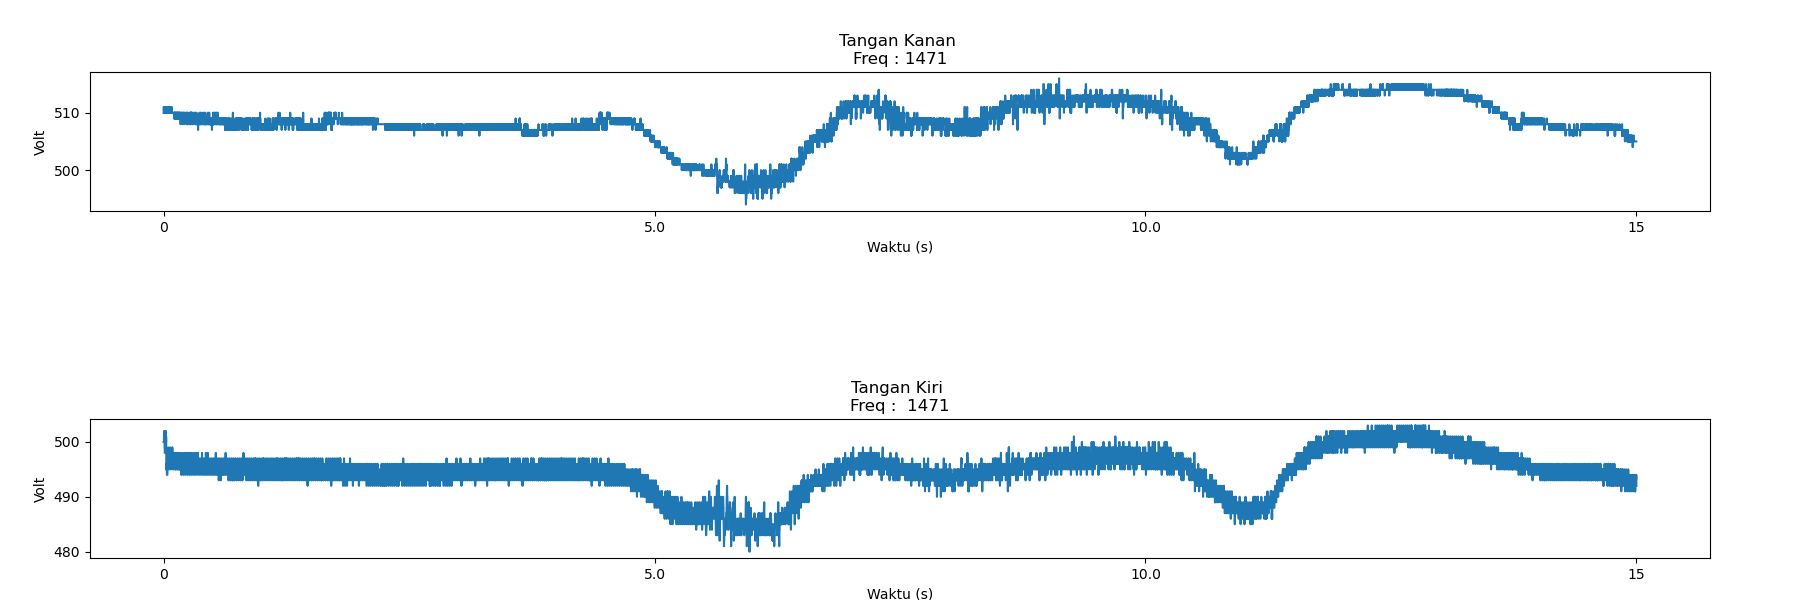 Tangan Kanan
Freq : 1471
510
500
Volt
0
5.0
10.0
15
Waktu (s)
Tangan Kiri
Freq :  1471
500
490
480
Volt
0
5.0
10.0
15
Waktu (s)